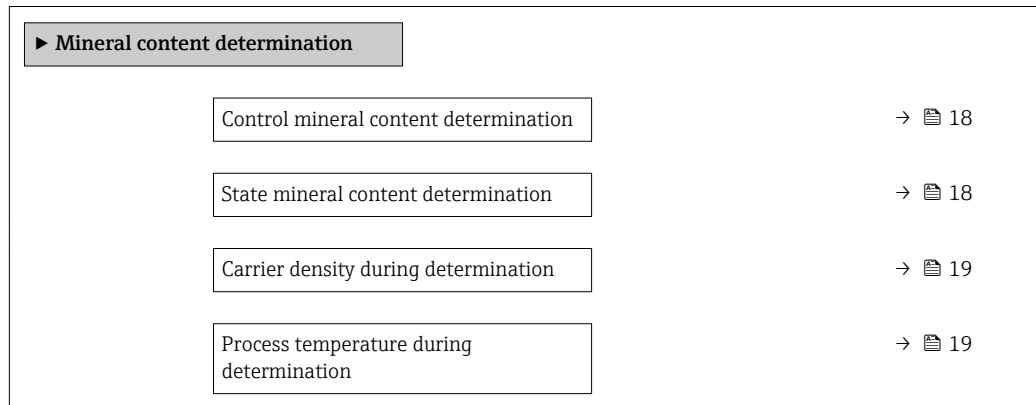 ► Mineral content determination
Control mineral content determination → 18
State mineral content determination → 18
Carrier density during determination → 19
Process temperature during → 19
determination